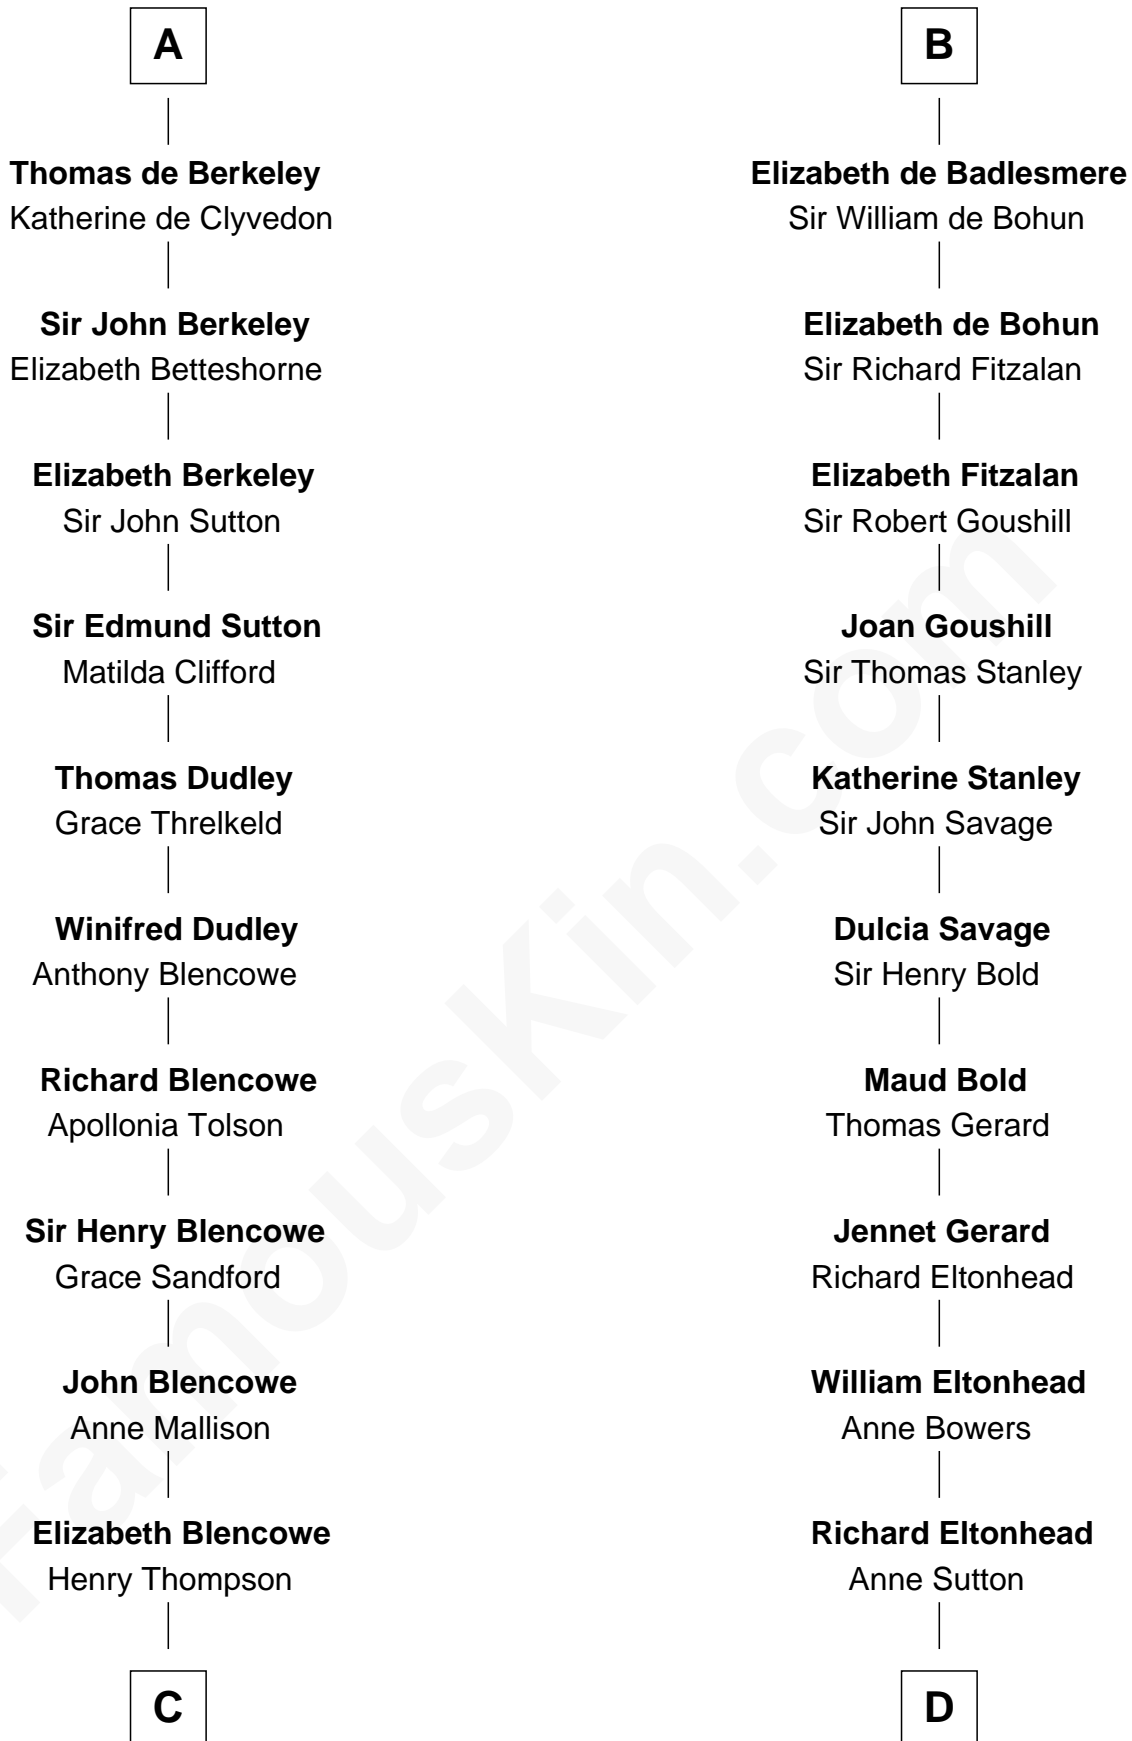 A
Thomas de Berkeley
Katherine de Clyvedon
Sir John Berkeley
Elizabeth Betteshorne
Elizabeth Berkeley
Sir John Sutton
Sir Edmund Sutton
Matilda Clifford
Thomas Dudley
Grace Threlkeld
Winifred Dudley
Anthony Blencowe
Richard Blencowe
Apollonia Tolson
Sir Henry Blencowe
Grace Sandford
John Blencowe
Anne Mallison
Elizabeth Blencowe
Henry Thompson
C
B
Elizabeth de Badlesmere
Sir William de Bohun
Elizabeth de Bohun
Sir Richard Fitzalan
Elizabeth Fitzalan
Sir Robert Goushill
Joan Goushill
Sir Thomas Stanley
Katherine Stanley
Sir John Savage
Dulcia Savage
Sir Henry Bold
Maud Bold
Thomas Gerard
Jennet Gerard
Richard Eltonhead
William Eltonhead
Anne Bowers
Richard Eltonhead
Anne Sutton
D
FamousKin.com